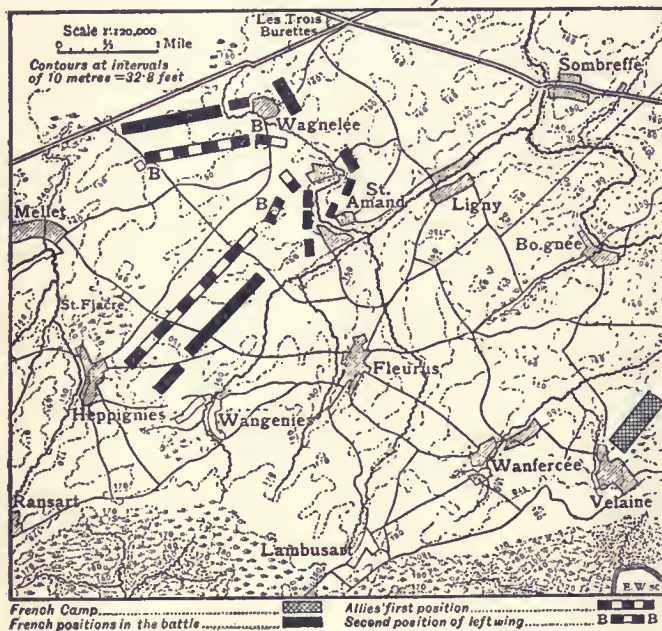 Scale 1:120,000
0 ½ 1 Mile
Contours at intervals
of 10 metres = 32·8 feet
Les Trois
Burettes
Sombreffe
B
Wagnelée
B
B
St.
Amand
Ligny
Mellet
Bo.gnée
St. Fiacre
Heppignies
Fleurus
Wangenies
Wanfercée
Velaine
Ransart
Lambusart
E.W sc
French Camp
French positions in the battle
Allies' first position
Second position of left wing B B